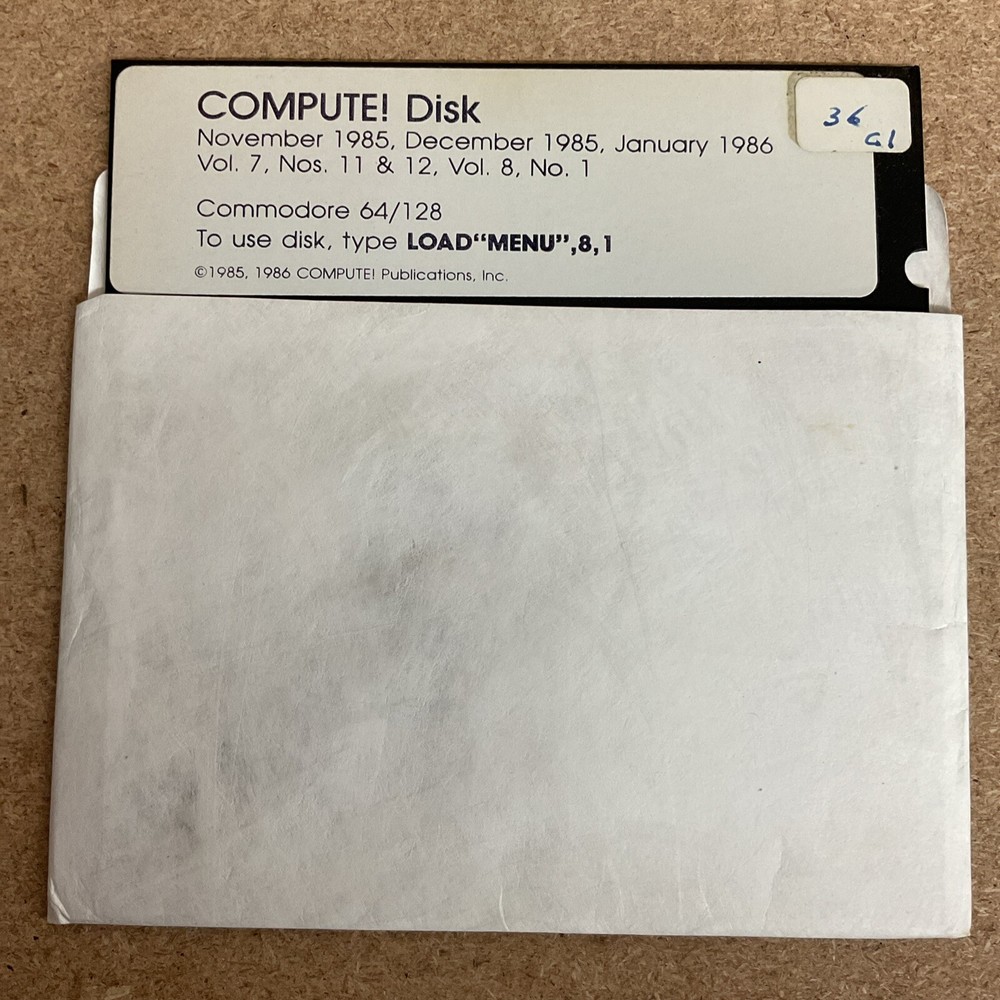 COMPUTE! Disk
November 1985, December 1985, January 1986
Vol. 7, Nos. 11 & 12, Vol. 8, No. 1
Commodore 64/128
To use disk, type LOAD“MENU”,8,1
©1985, 1986 COMPUTE! Publications, Inc.
36